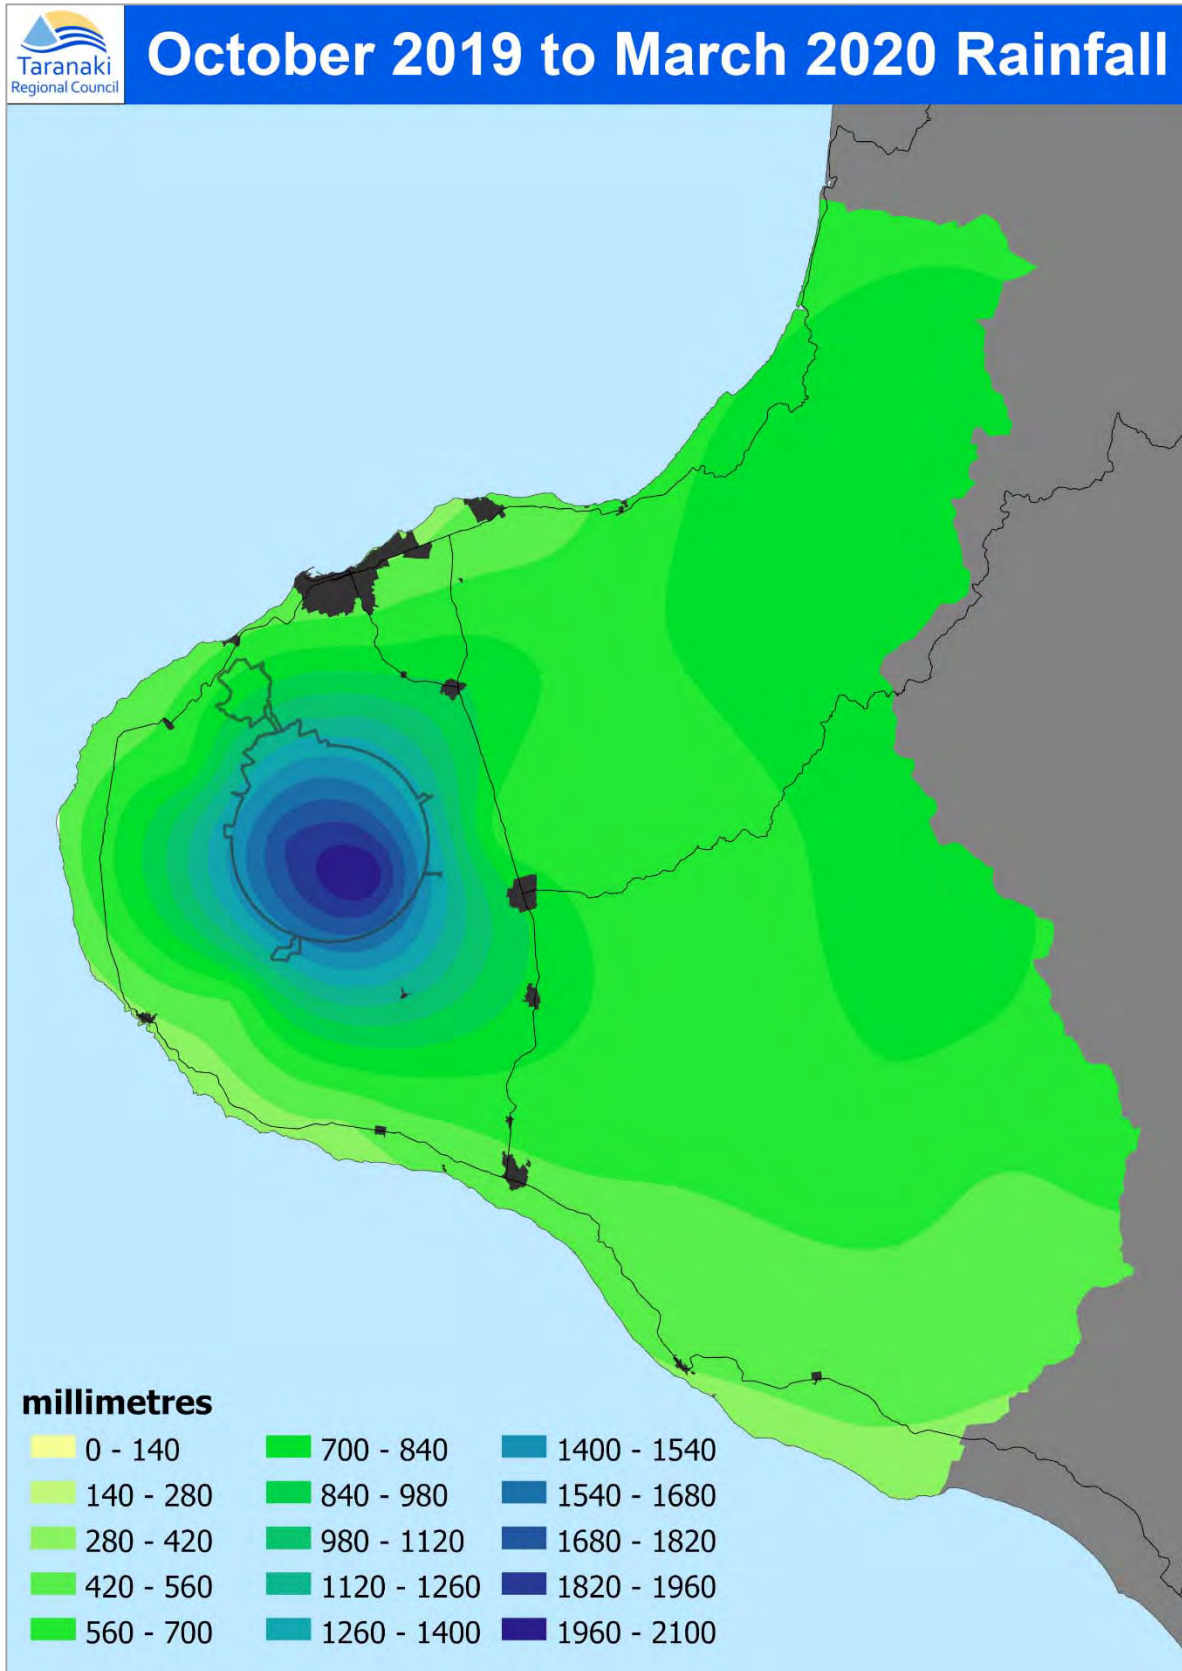 Taranaki
Regional Council
October 2019 to March 2020 Rainfall
millimetres
0 - 140
140 - 280
280 - 420
420 - 560
560 - 700
700 - 840
840 - 980
980 - 1120
1120 - 1260
1260 - 1400
1400 - 1540
1540 - 1680
1680 - 1820
1820 - 1960
1960 - 2100